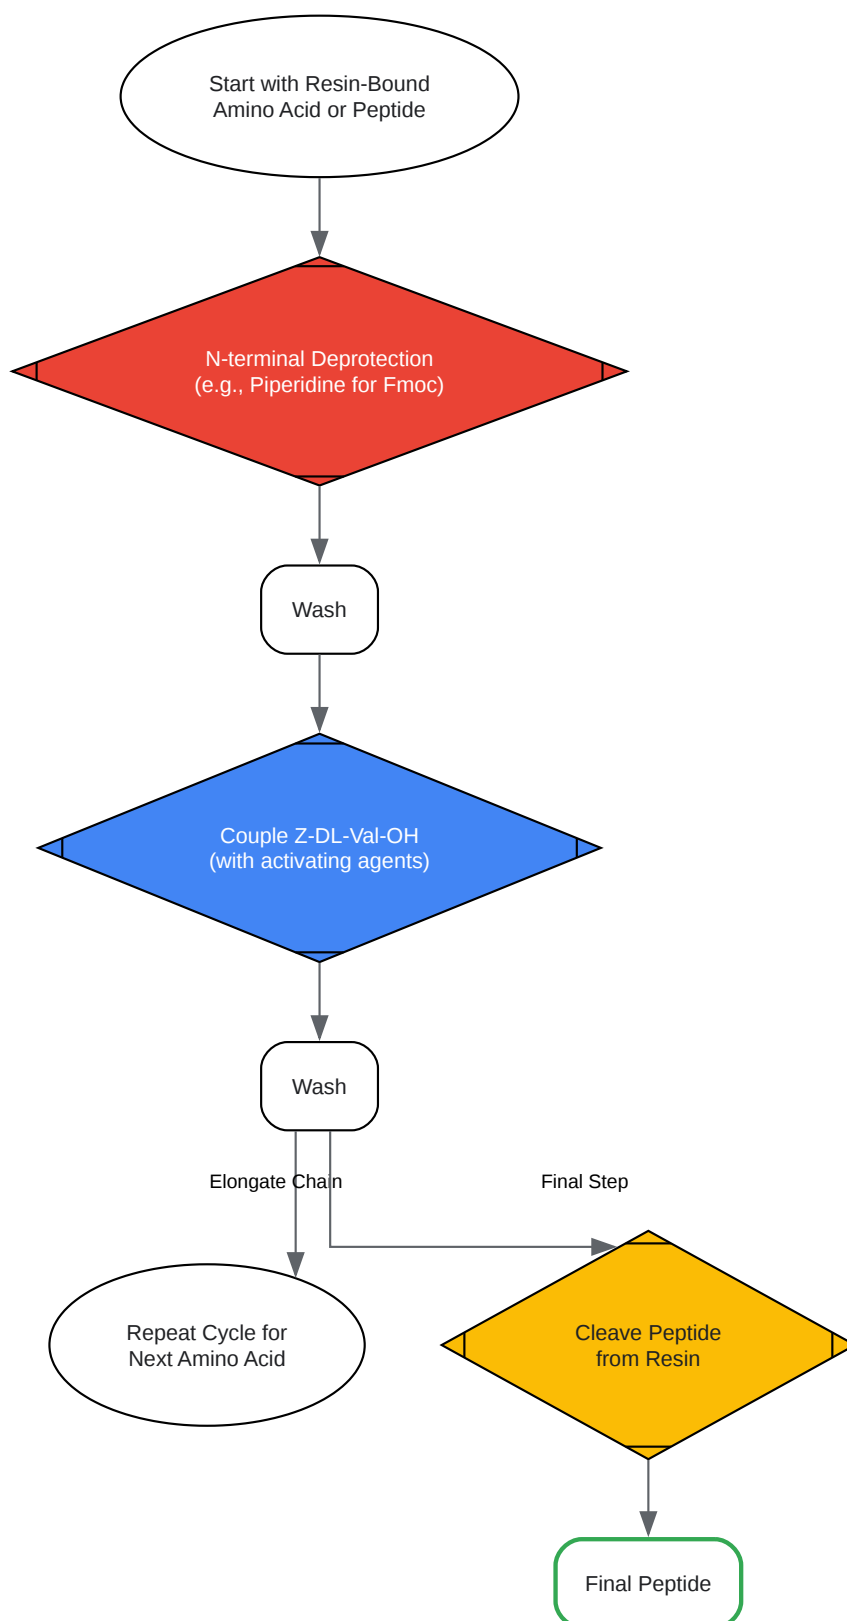 Start with Resin-Bound
Amino Acid or Peptide
N-terminal Deprotection
(e.g., Piperidine for Fmoc)
Wash
Couple Z-DL-Val-OH
(with activating agents)
Wash
Elongate Chain
Final Step
Repeat Cycle for
Next Amino Acid
Cleave Peptide
from Resin
Final Peptide